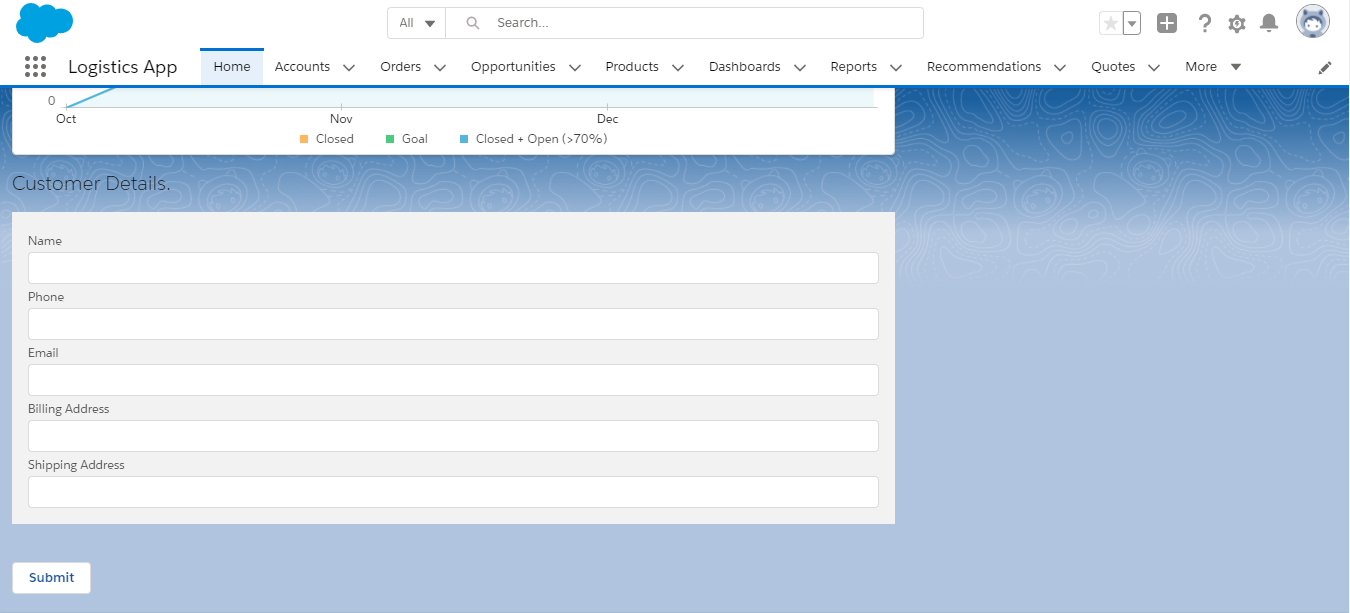 All Search...
Logistics App Home Accounts Orders Opportunities Products Dashboards Reports Recommendations Quotes More
0
Oct Nov Dec
Closed Goal Closed + Open (>70%)
Customer Details.
Name
Phone
Email
Billing Address
Shipping Address
Submit